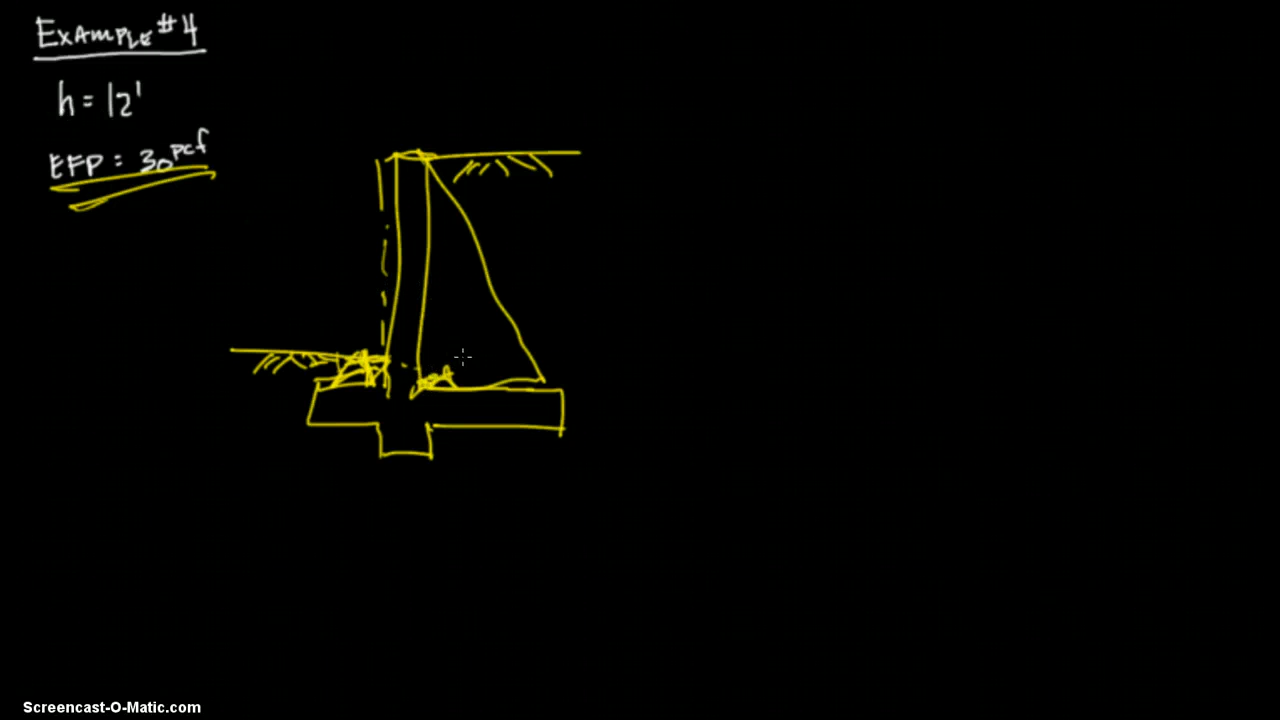 EXAMPLE #4
h = 12'
EFP = 30 pcf
Screencast-O-Matic.com